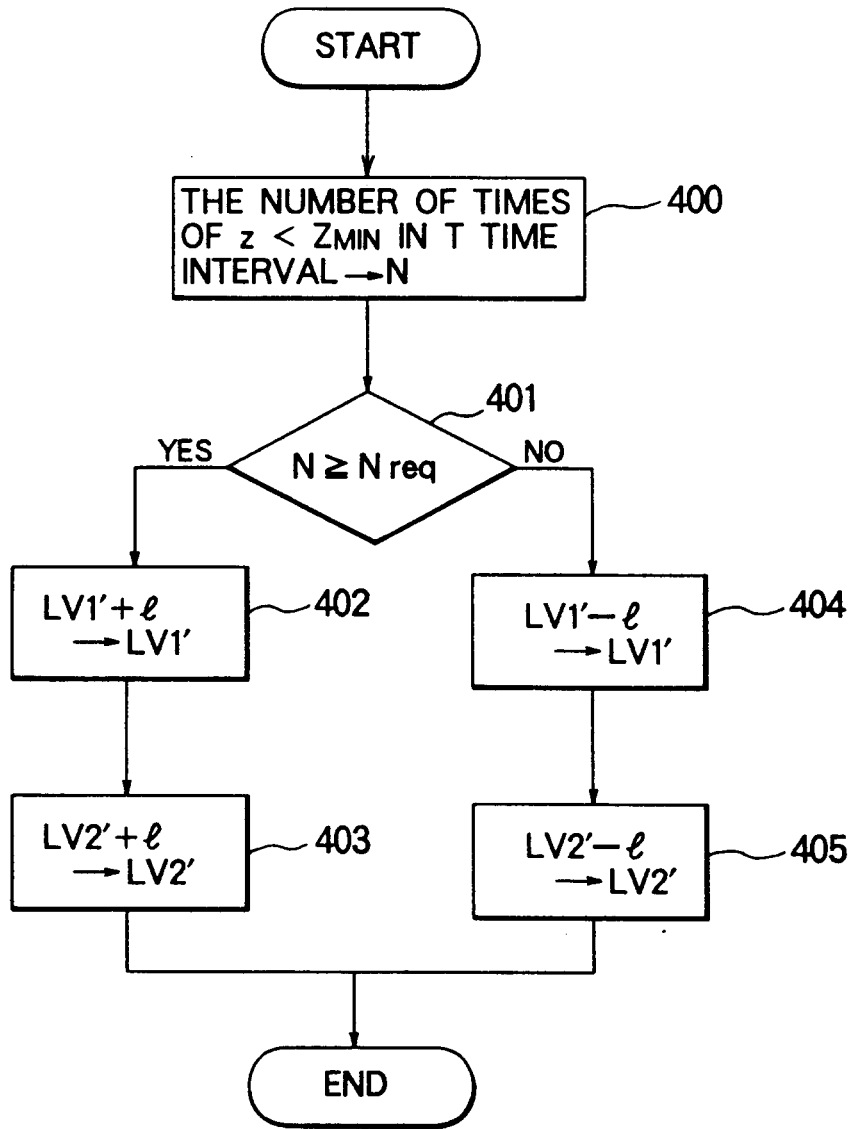 START
THE NUMBER OF TIMES
OF z < ZMIN IN T TIME
INTERVAL → N
400
401
YES
N ≧ N req
NO
LV1′+ℓ
→ LV1′
402
LV1′−ℓ
→ LV1′
404
LV2′+ℓ
→ LV2′
403
LV2′−ℓ
→ LV2′
405
END